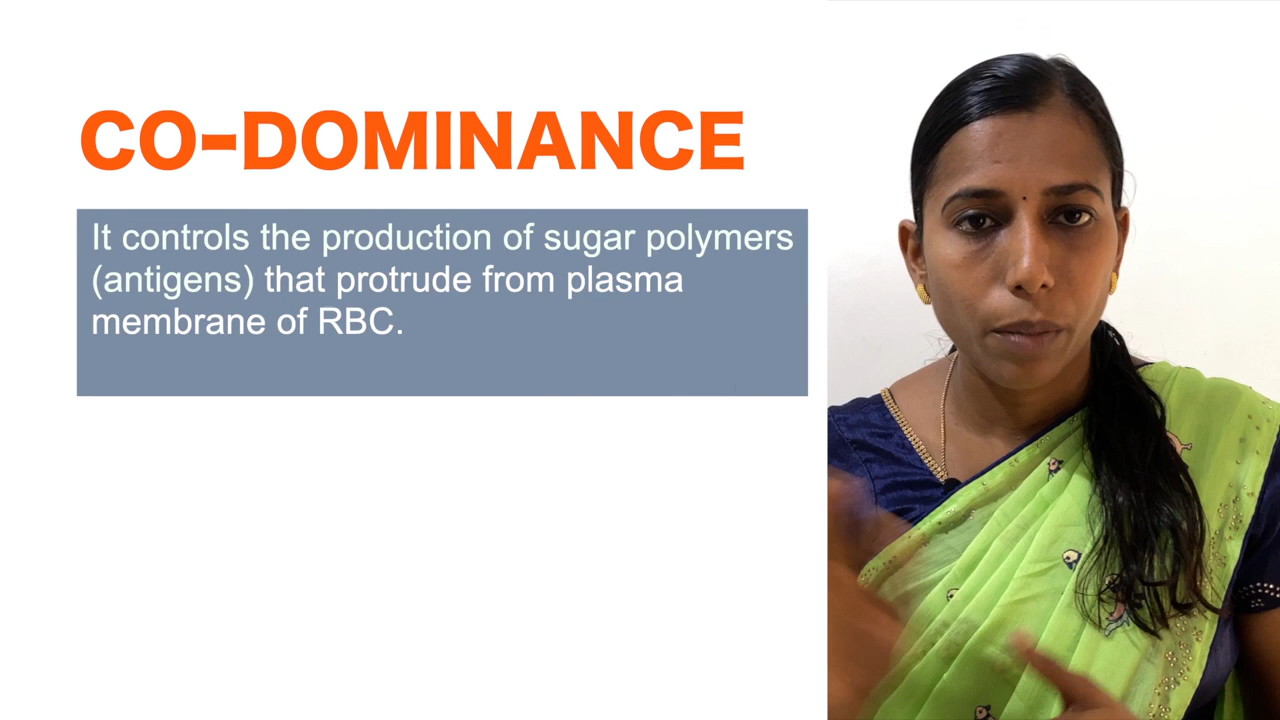 CO-DOMINANCE
It controls the production of sugar polymers
(antigens) that protrude from plasma
membrane of RBC.